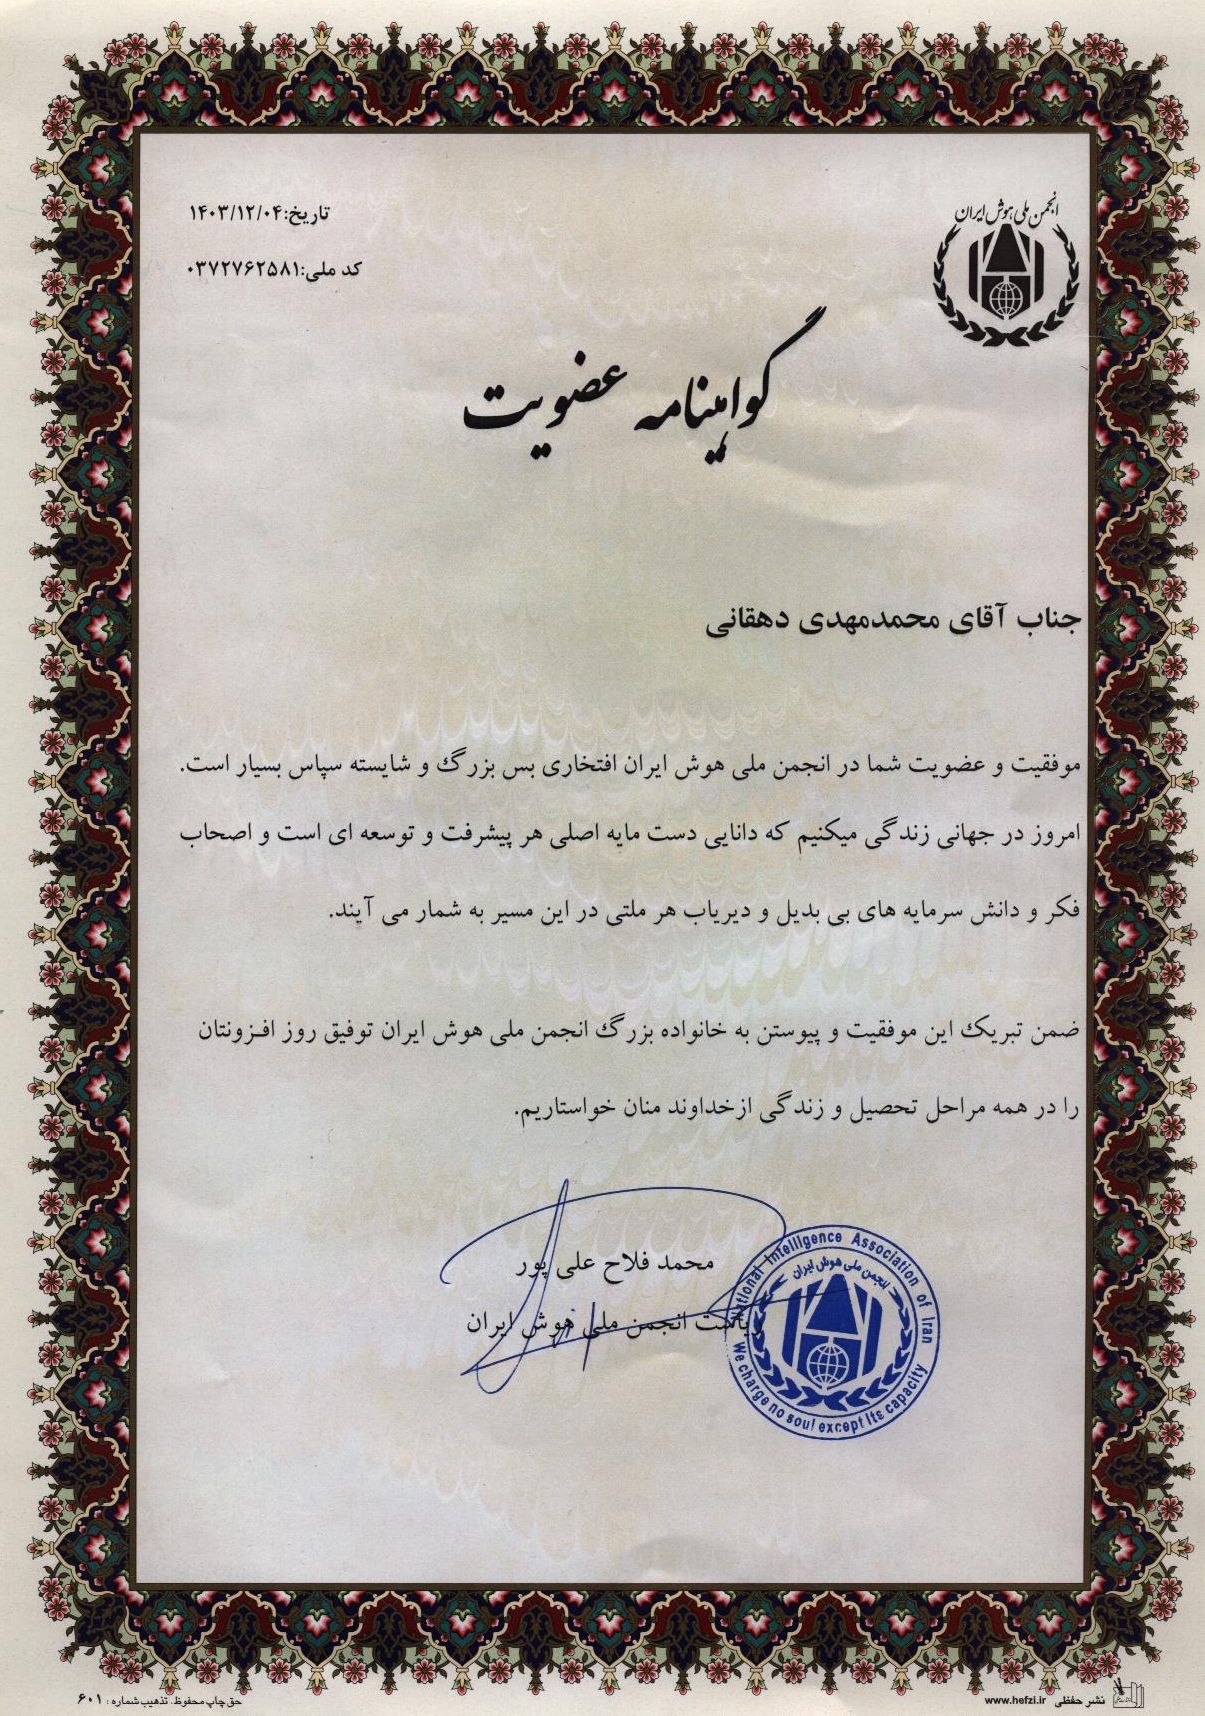 انجمن ملی هوش ایران
تاریخ:۱۴۰۳/۱۲/۰۴
کد ملی:۰۳۷۲۷۶۲۵۸۱
گواهینامه عضویت
جناب آقای محمدمهدی دهقانی
موفقیت و عضویت شما در انجمن ملی هوش ایران افتخاری بس بزرگ و شایسته سپاس بسیار است.
امروز در جهانی زندگی میکنیم که دانایی دست مایه اصلی هر پیشرفت و توسعه ای است و اصحاب
فکر و دانش سرمایه های بی بدیل و دیریاب هر ملتی در این مسیر به شمار می آیند.
ضمن تبریک این موفقیت و پیوستن به خانواده بزرگ انجمن ملی هوش ایران توفیق روز افـزونتان
را در همه مراحل تحصیل و زندگی ازخداوند منان خواستاریم.
محمد فلاح علی پور
انجمن ملی هوش ایران
National Intelligence Association of Iran
انجمن ملی هوش ایران
We charge no soul except its capacity
نشر حفظی www.hefzi.ir
حق چاپ محفوظ. تذهیب شماره : ۶۰۱